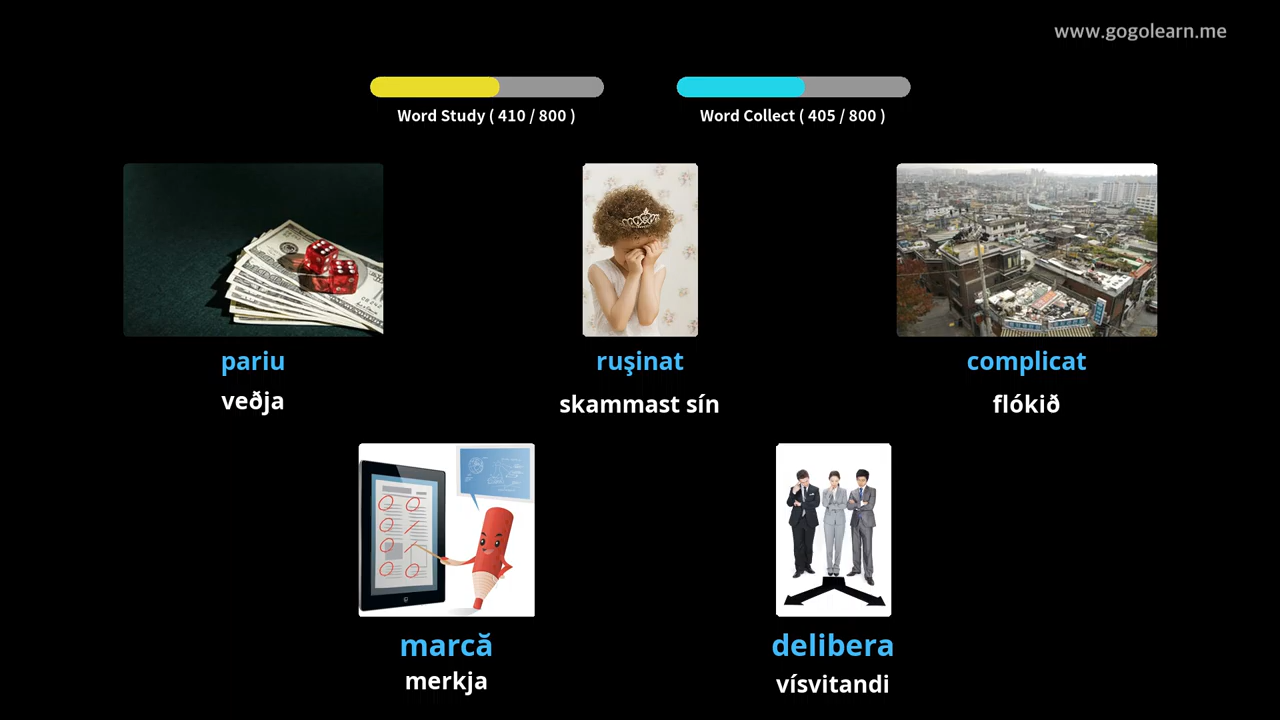 www.gogolearn.me
Word Study ( 410 / 800 )
Word Collect ( 405 / 800 )
pariu
ruşinat
complicat
veðja
skammast sín
flókið
marcă
delibera
merkja
vísvitandi